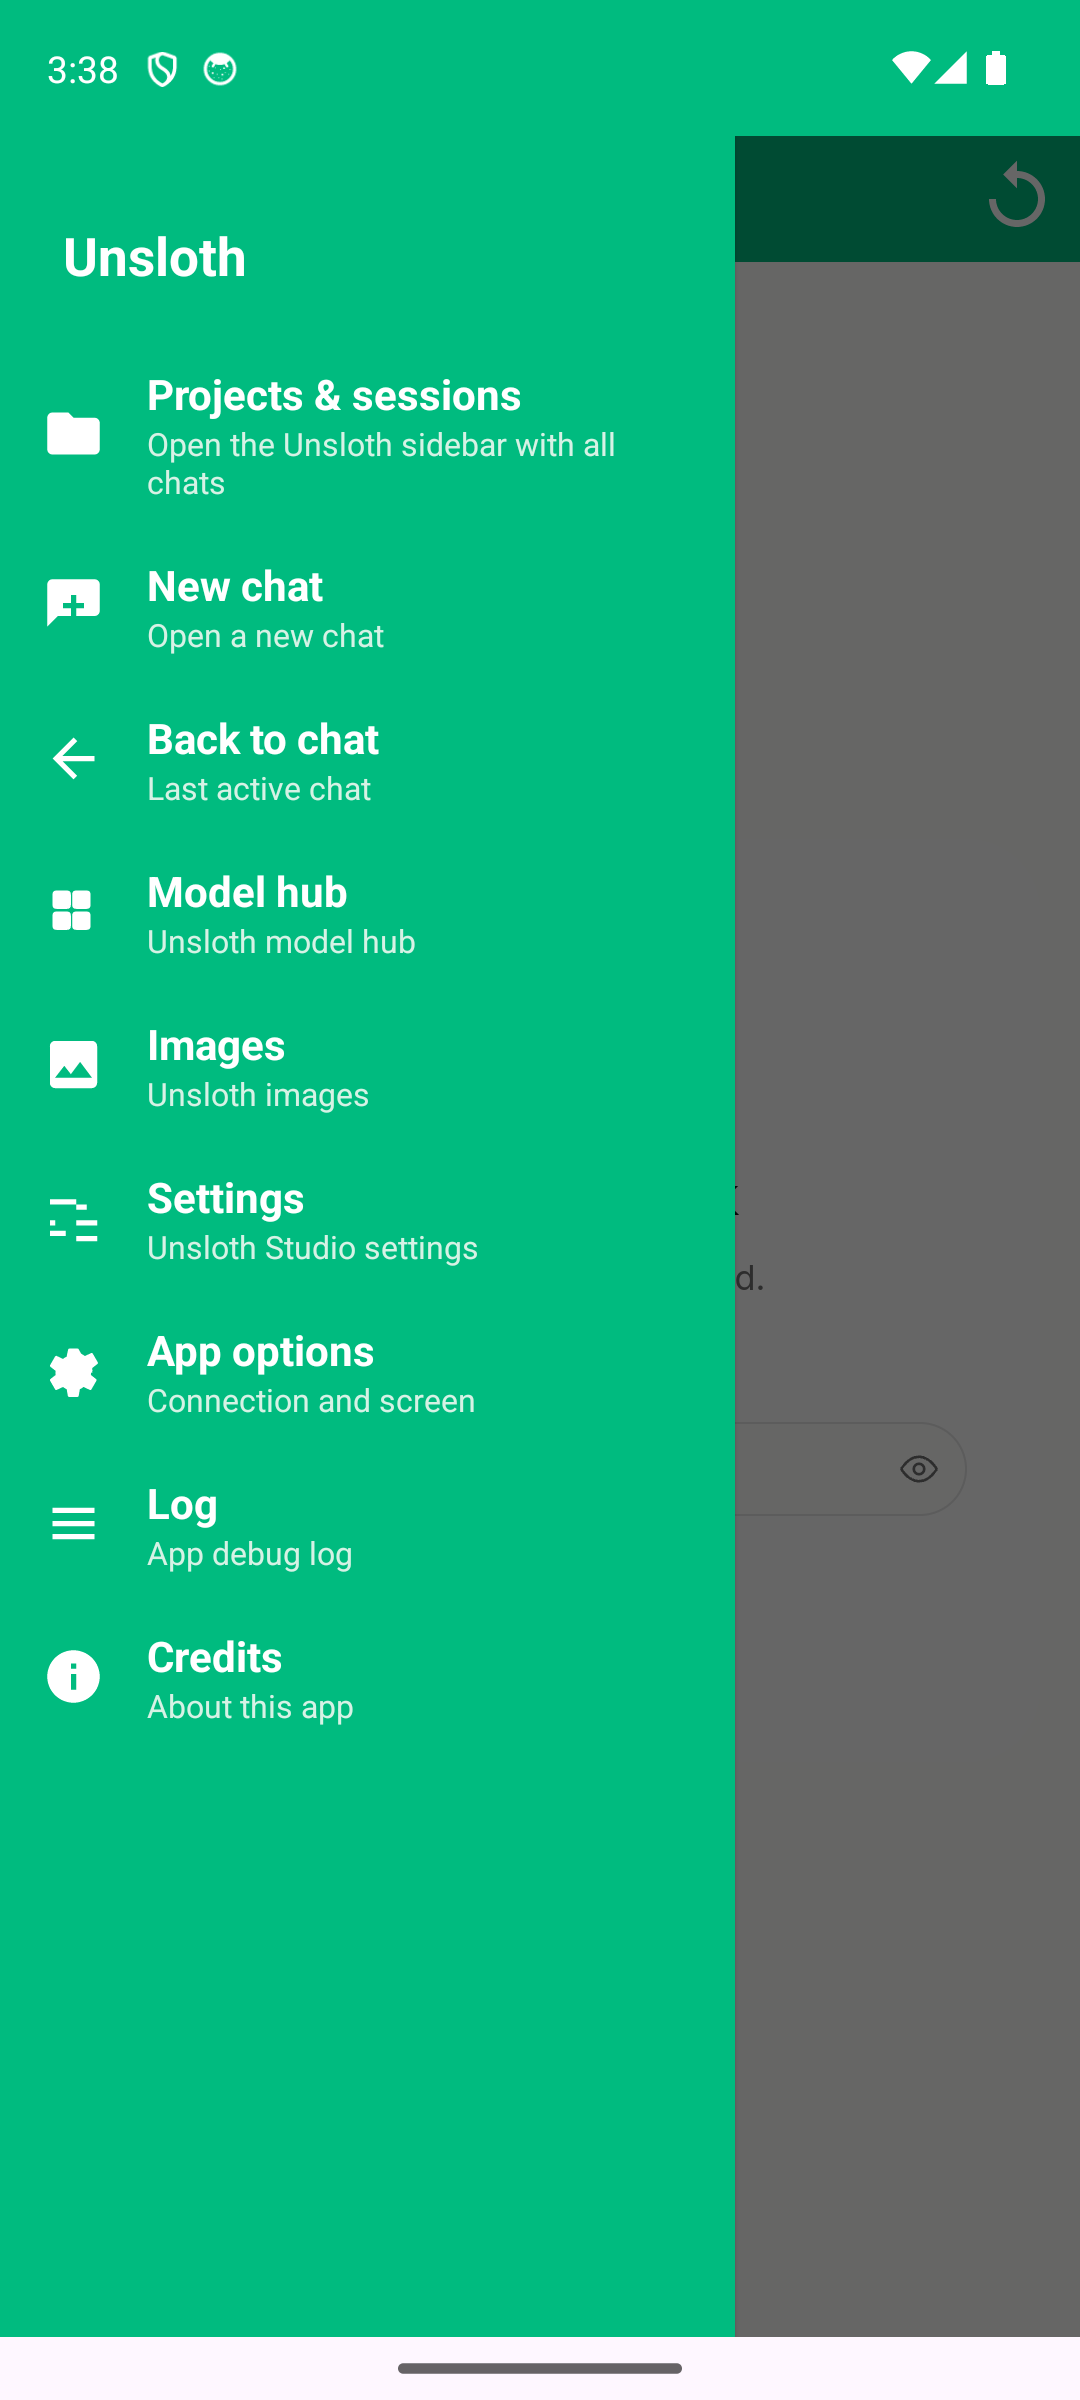 3:38
Unsloth
Projects & sessions
Open the Unsloth sidebar with all
chats
New chat
Open a new chat
Back to chat
Last active chat
Model hub
Unsloth model hub
Images
Unsloth images
Settings
Unsloth Studio settings
d.
App options
Connection and screen
Log
App debug log
Credits
About this app